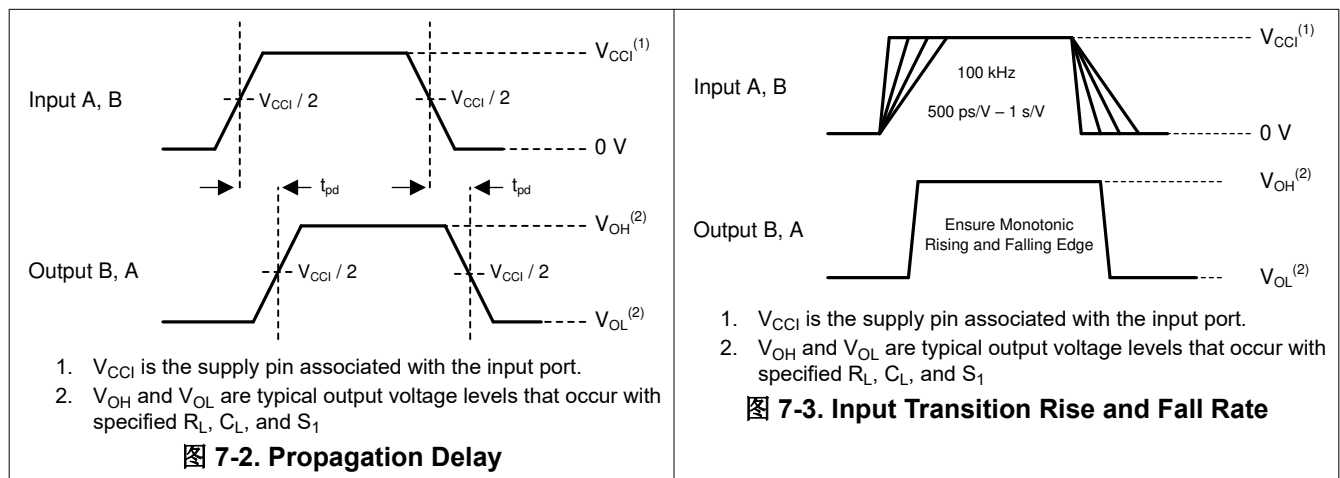 V_CCI^(1)
Input A, B
V_CCI / 2
V_CCI / 2
0 V
t_pd
t_pd
V_OH^(2)
Output B, A
V_CCI / 2
V_CCI / 2
V_OL^(2)
1. V_CCI is the supply pin associated with the input port.
2. V_OH and V_OL are typical output voltage levels that occur with
specified R_L, C_L, and S_1
图 7-2. Propagation Delay
V_CCI^(1)
Input A, B
100 kHz
500 ps/V – 1 s/V
0 V
V_OH^(2)
Output B, A
Ensure Monotonic
Rising and Falling Edge
V_OL^(2)
1. V_CCI is the supply pin associated with the input port.
2. V_OH and V_OL are typical output voltage levels that occur with
specified R_L, C_L, and S_1
图 7-3. Input Transition Rise and Fall Rate